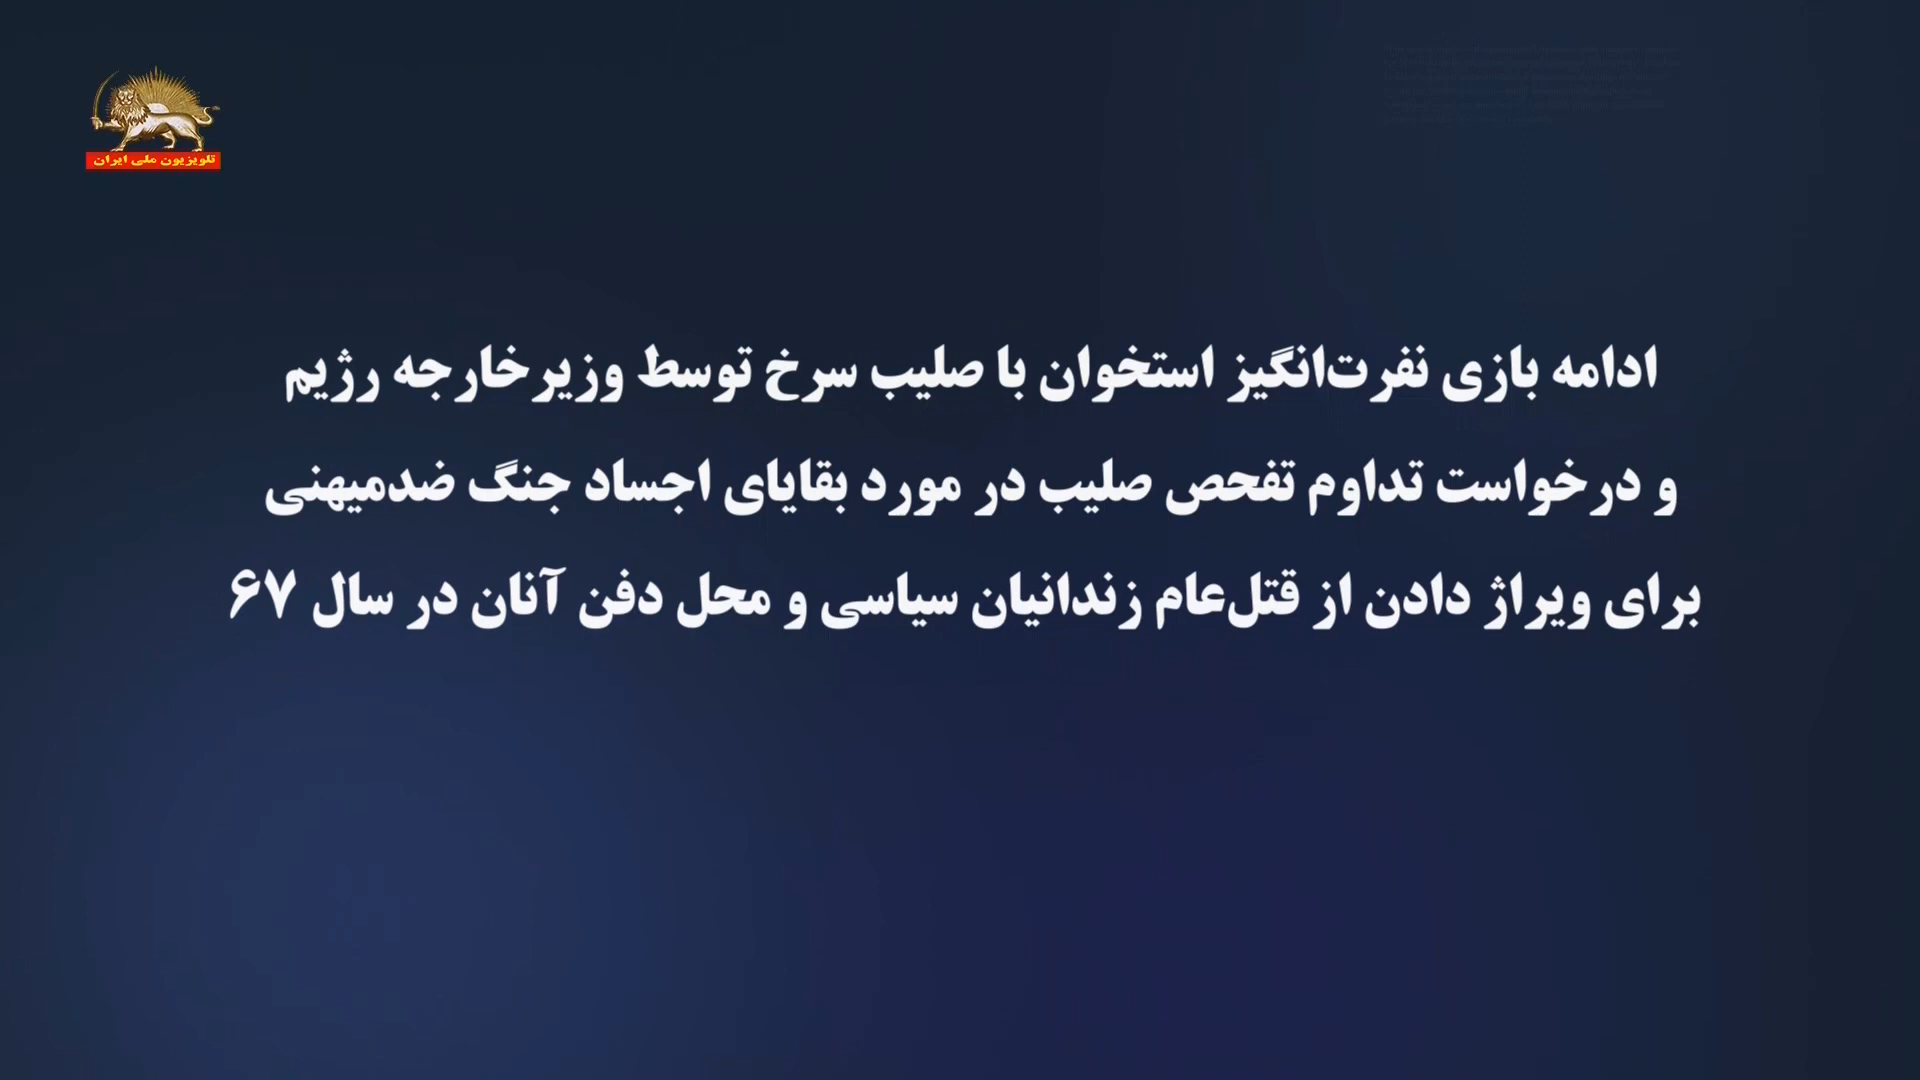 تلویزیون ملی ایران
ادامه بازی نفرت‌انگیز استخوان با صلیب سرخ توسط وزیرخارجه رژیم
و درخواست تداوم تفحص صلیب در مورد بقایای اجساد جنگ ضدمیهنی
برای ویراژ دادن از قتل‌عام زندانیان سیاسی و محل دفن آنان در سال ۶۷